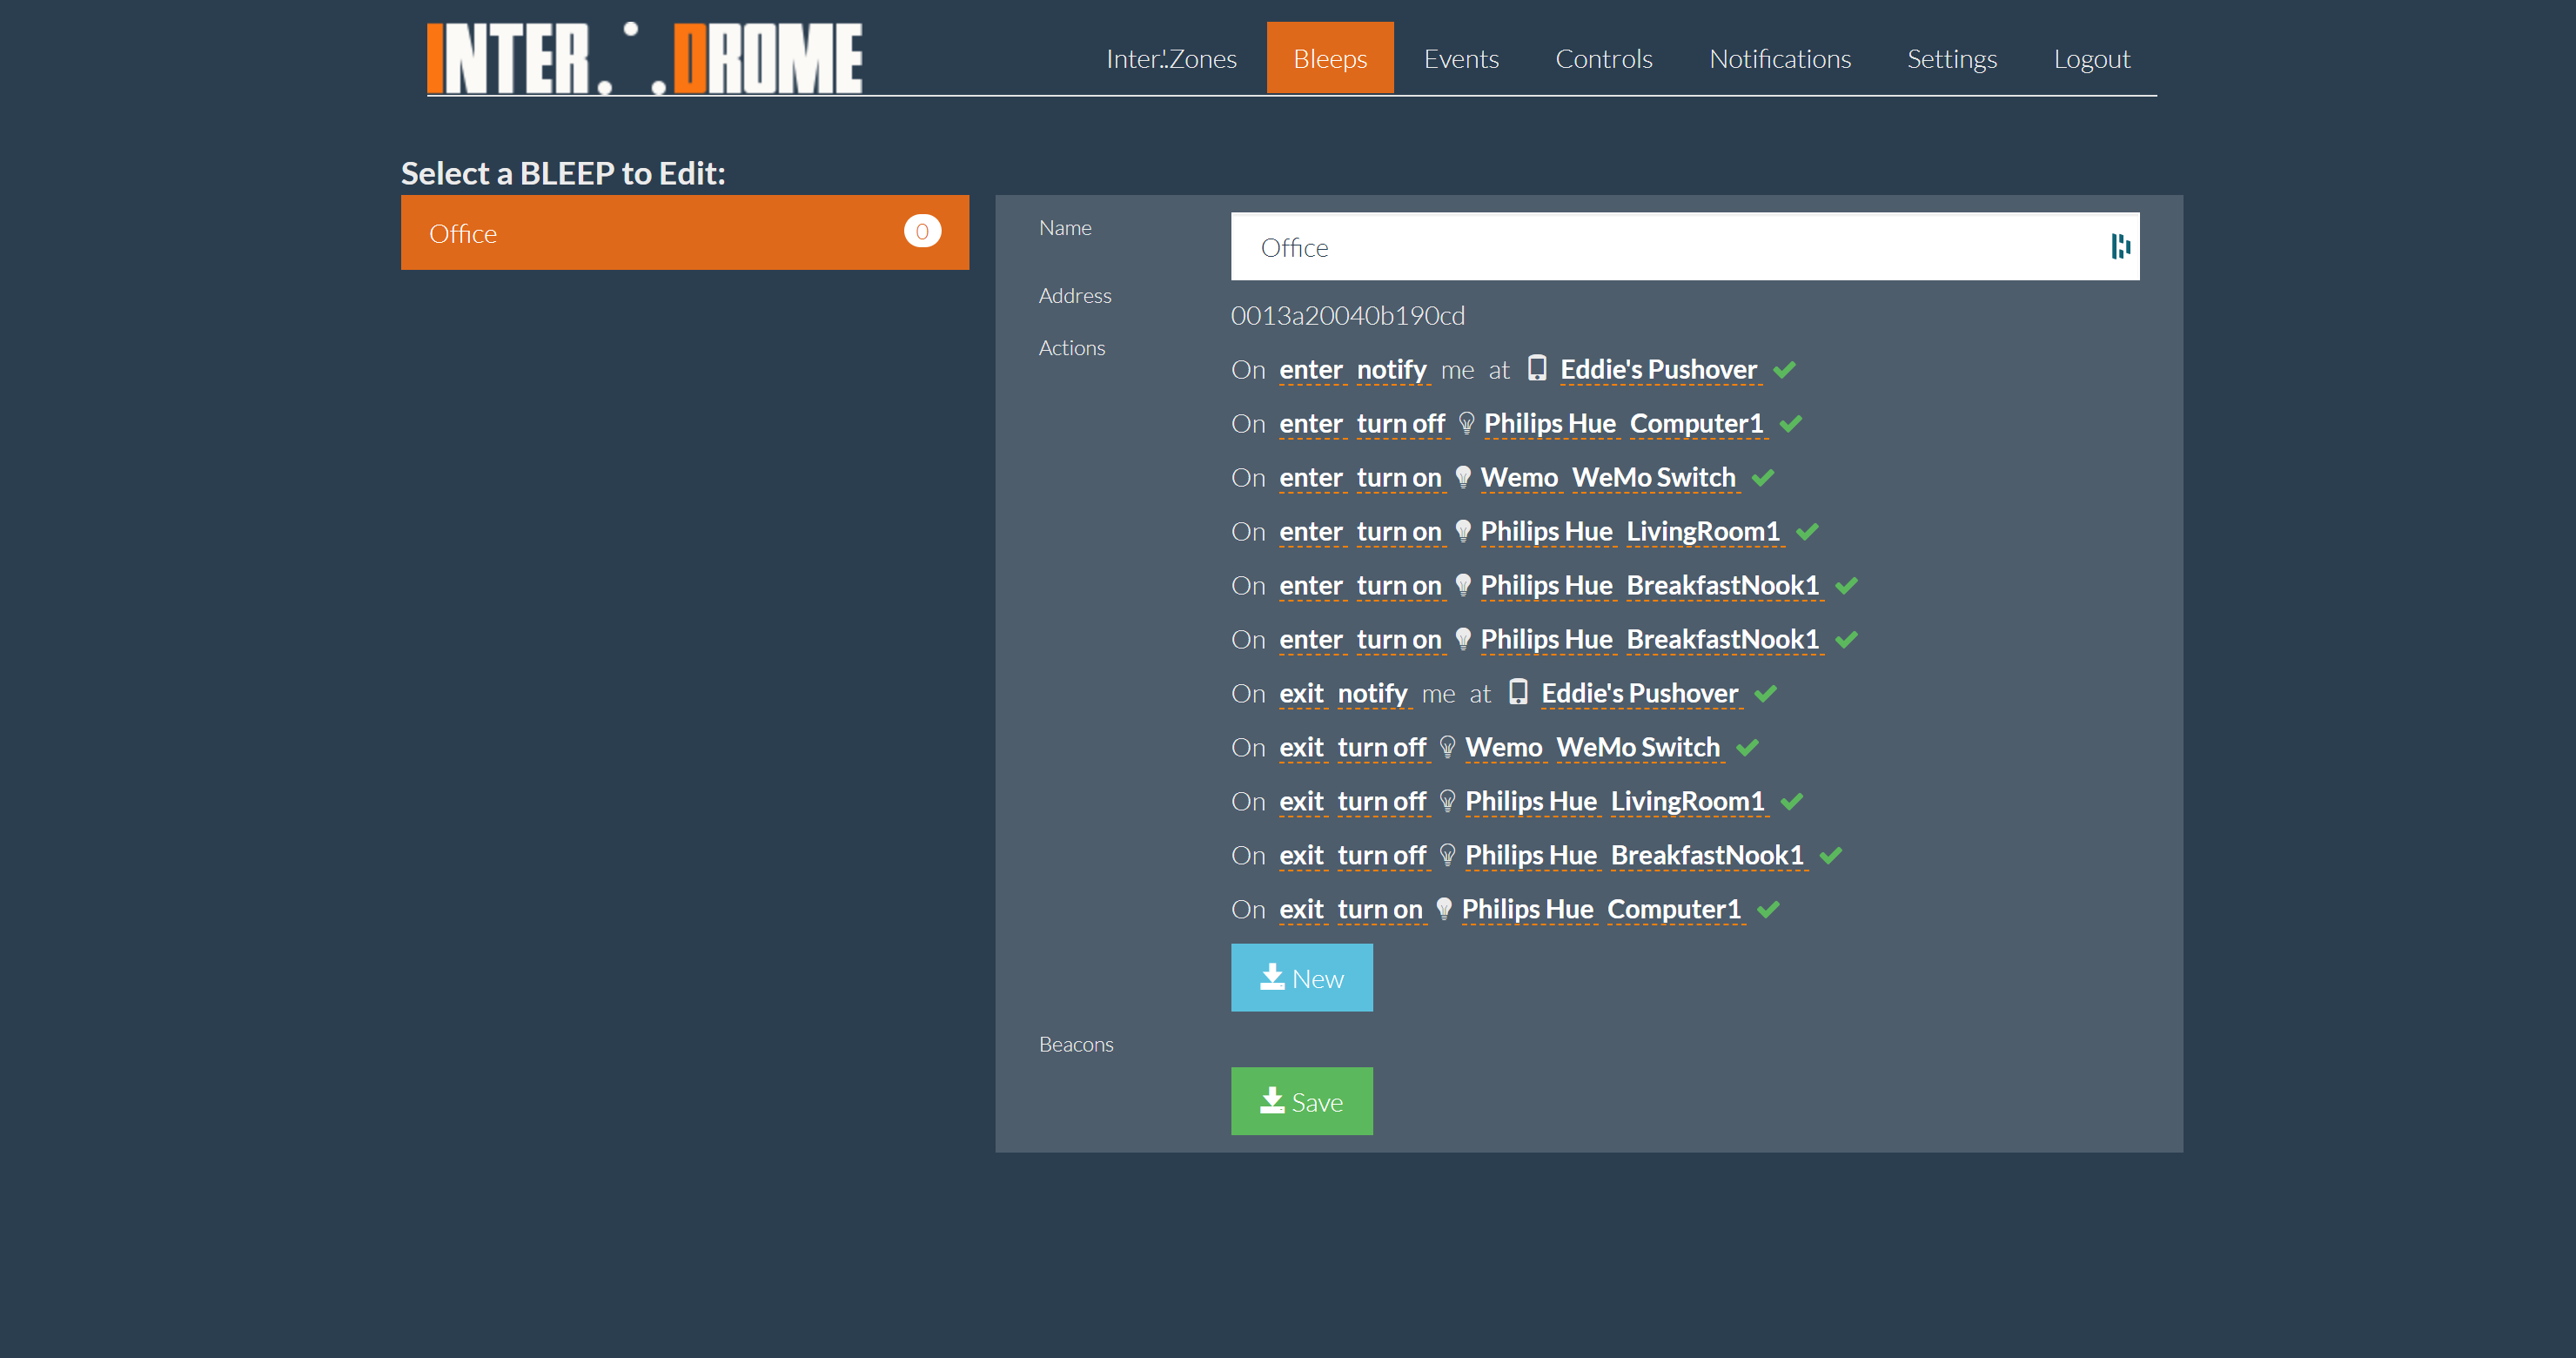 INTER DROME
Inter.'.Zones Bleeps Events Controls Notifications Settings Logout
Select a BLEEP to Edit:
Office 0
Name Office
Address 0013a20040b190cd
Actions
On enter notify me at Eddie's Pushover
On enter turn off Philips Hue Computer1
On enter turn on Wemo WeMo Switch
On enter turn on Philips Hue LivingRoom1
On enter turn on Philips Hue BreakfastNook1
On enter turn on Philips Hue BreakfastNook1
On exit notify me at Eddie's Pushover
On exit turn off Wemo WeMo Switch
On exit turn off Philips Hue LivingRoom1
On exit turn off Philips Hue BreakfastNook1
On exit turn on Philips Hue Computer1
New
Beacons
Save